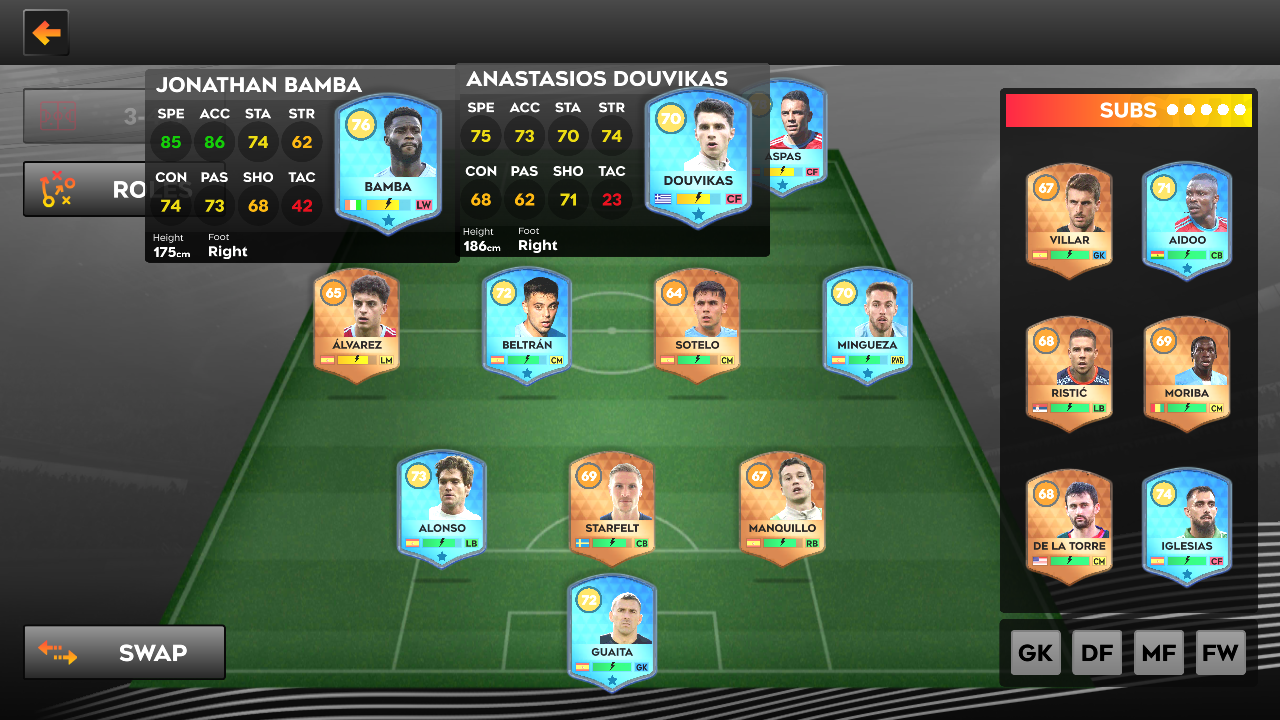 JONATHAN BAMBA
SPE ACC STA STR
85 86 74 62
CON PAS SHO TAC
74 73 68 42
Height Foot
175cm Right
76
BAMBA
LW
ANASTASIOS DOUVIKAS
SPE ACC STA STR
75 73 70 74
CON PAS SHO TAC
68 62 71 23
Height Foot
186cm Right
70
DOUVIKAS
CF
ASPAS
CF
3-
ROLES
65
ÁLVAREZ
LM
72
BELTRÁN
CM
64
SOTELO
CM
70
MINGUEZA
RWB
73
ALONSO
LB
69
STARFELT
CB
67
MANQUILLO
RB
72
GUAITA
GK
SWAP
SUBS
67
VILLAR
GK
71
AIDOO
CB
68
RISTIĆ
LB
69
MORIBA
CM
68
DE LA TORRE
CM
74
IGLESIAS
CF
GK DF MF FW